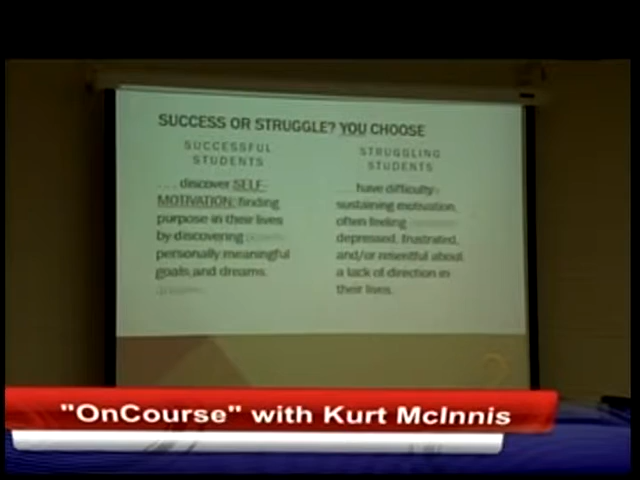 SUCCESS OR STRUGGLE? YOU CHOOSE
SUCCESSFUL
STUDENTS
. . . discover SELF-
MOTIVATION: finding
purpose in their lives
by discovering
personally meaningful
goals and dreams.
STRUGGLING
STUDENTS
have difficulty
sustaining motivation,
often feeling
depressed, frustrated,
and/or resentful about
a lack of direction in
their lives.
"OnCourse" with Kurt McInnis